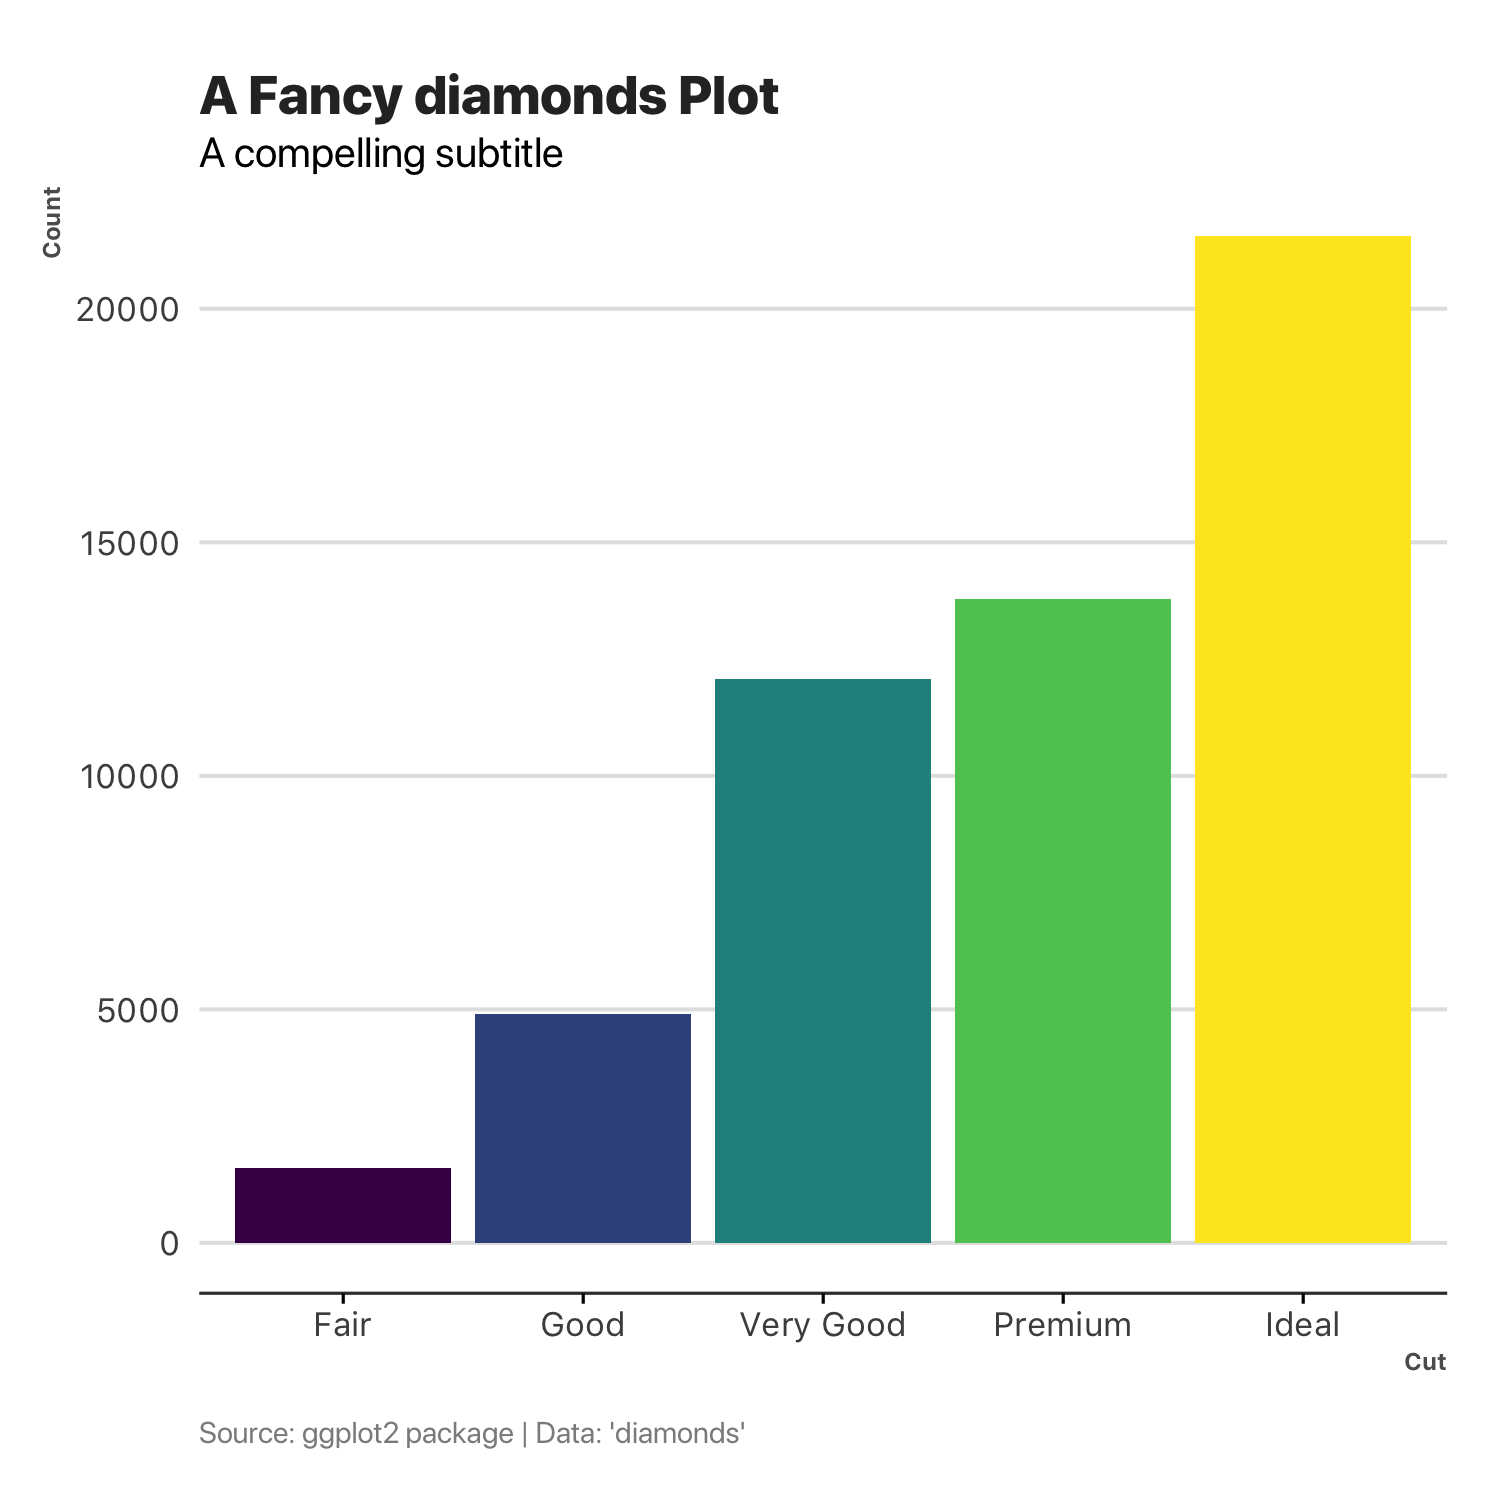 A Fancy diamonds Plot
A compelling subtitle
Count
20000
15000
10000
5000
0
Fair Good Very Good Premium Ideal
Cut
Source: ggplot2 package | Data: 'diamonds'